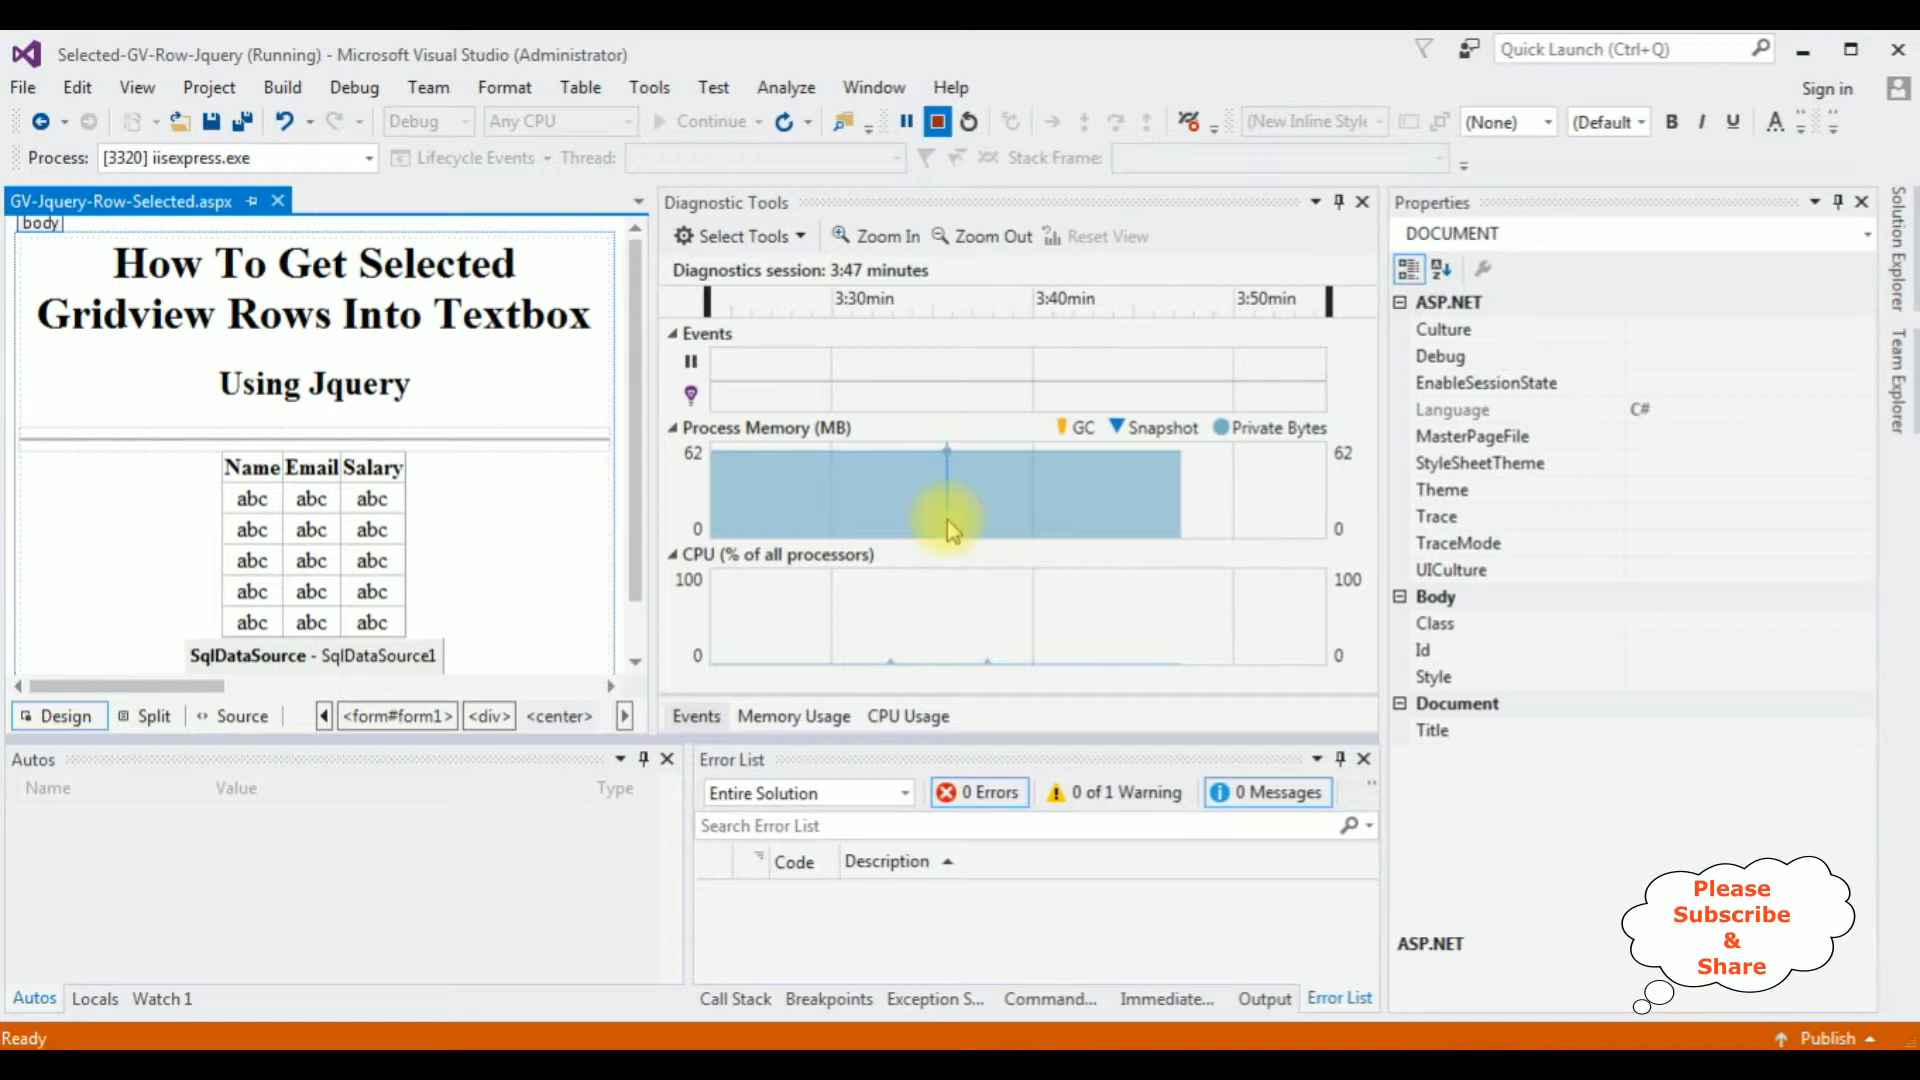 Selected-GV-Row-Jquery (Running) - Microsoft Visual Studio (Administrator)
Quick Launch (Ctrl+Q)
File Edit View Project Build Debug Team Format Table Tools Test Analyze Window Help
Sign in
Debug Any CPU Continue (New Inline Style (None) (Default B I U A
Process: [3320] iisexpress.exe Lifecycle Events Thread: Stack Frame:
GV-Jquery-Row-Selected.aspx
body
How To Get Selected
Gridview Rows Into Textbox
Using Jquery
Name Email Salary
abc abc abc
abc abc abc
abc abc abc
abc abc abc
abc abc abc
SqlDataSource - SqlDataSource1
Design Split Source <form#form1> <div> <center>
Diagnostic Tools
Select Tools Zoom In Zoom Out Reset View
Diagnostics session: 3:47 minutes
3:30min 3:40min 3:50min
Events
Process Memory (MB) GC Snapshot Private Bytes
62 62
0 0
CPU (% of all processors)
100 100
0 0
Events Memory Usage CPU Usage
Properties
DOCUMENT
ASP.NET
Culture
Debug
EnableSessionState
Language C#
MasterPageFile
StyleSheetTheme
Theme
Trace
TraceMode
UICulture
Body
Class
Id
Style
Document
Title
ASP.NET
Solution Explorer
Team Explorer
Autos
Name Value Type
Autos Locals Watch 1
Error List
Entire Solution 0 Errors 0 of 1 Warning 0 Messages
Search Error List
Code Description
Call Stack Breakpoints Exception S... Command... Immediate... Output Error List
Please
Subscribe
&
Share
Ready
Publish